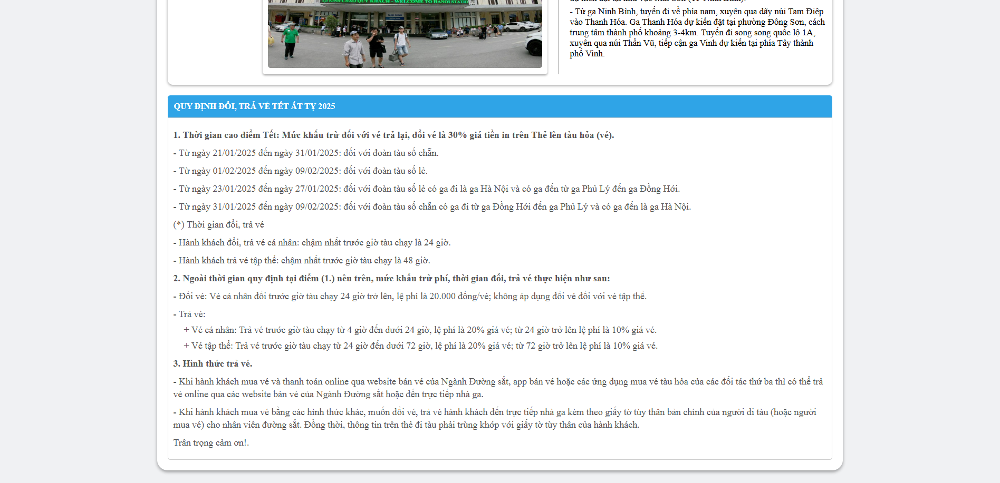 KÍNH CHÀO QUÝ KHÁCH - WELCOME TO HANOI STATIO
- Từ ga Ninh Bình, tuyến đi về phía nam, xuyên qua dãy núi Tam Điệp
vào Thanh Hóa. Ga Thanh Hóa dự kiến đặt tại phường Đông Sơn, cách
trung tâm thành phố khoảng 3-4km. Tuyến đi song song quốc lộ 1A,
xuyên qua núi Thần Vũ, tiếp cận ga Vinh dự kiến tại phía Tây thành
phố Vinh.
QUY ĐỊNH ĐỔI, TRẢ VÉ TẾT ẤT TỴ 2025
1. Thời gian cao điểm Tết: Mức khấu trừ đối với vé trả lại, đổi vé là 30% giá tiền in trên Thẻ lên tàu hỏa (vé).
- Từ ngày 21/01/2025 đến ngày 31/01/2025: đối với đoàn tàu số chẵn.
- Từ ngày 01/02/2025 đến ngày 09/02/2025: đối với đoàn tàu số lẻ.
- Từ ngày 23/01/2025 đến ngày 27/01/2025: đối với đoàn tàu số lẻ có ga đi là ga Hà Nội và có ga đến từ ga Phủ Lý đến ga Đồng Hới.
- Từ ngày 31/01/2025 đến ngày 09/02/2025: đối với đoàn tàu số chẵn có ga đi từ ga Đồng Hới đến ga Phủ Lý và có ga đến là ga Hà Nội.
(*) Thời gian đổi, trả vé
- Hành khách đổi, trả vé cá nhân: chậm nhất trước giờ tàu chạy là 24 giờ.
- Hành khách trả vé tập thể: chậm nhất trước giờ tàu chạy là 48 giờ.
2. Ngoài thời gian quy định tại điểm (1.) nêu trên, mức khấu trừ phí, thời gian đổi, trả vé thực hiện như sau:
- Đổi vé: Vé cá nhân đổi trước giờ tàu chạy 24 giờ trở lên, lệ phí là 20.000 đồng/vé; không áp dụng đổi vé đối với vé tập thể.
- Trả vé:
+ Vé cá nhân: Trả vé trước giờ tàu chạy từ 4 giờ đến dưới 24 giờ, lệ phí là 20% giá vé; từ 24 giờ trở lên lệ phí là 10% giá vé.
+ Vé tập thể: Trả vé trước giờ tàu chạy từ 24 giờ đến dưới 72 giờ, lệ phí là 20% giá vé; từ 72 giờ trở lên lệ phí là 10% giá vé.
3. Hình thức trả vé.
- Khi hành khách mua vé và thanh toán online qua website bán vé của Ngành Đường sắt, app bán vé hoặc các ứng dụng mua vé tàu hỏa của các đối tác thứ ba thì có thể trả
vé online qua các website bán vé của Ngành Đường sắt hoặc đến trực tiếp nhà ga.
- Khi hành khách mua vé bằng các hình thức khác, muốn đổi vé, trả vé hành khách đến trực tiếp nhà ga kèm theo giấy tờ tùy thân bản chính của người đi tàu (hoặc người
mua vé) cho nhân viên đường sắt. Đồng thời, thông tin trên thẻ đi tàu phải trùng khớp với giấy tờ tùy thân của hành khách.
Trân trọng cảm ơn!.